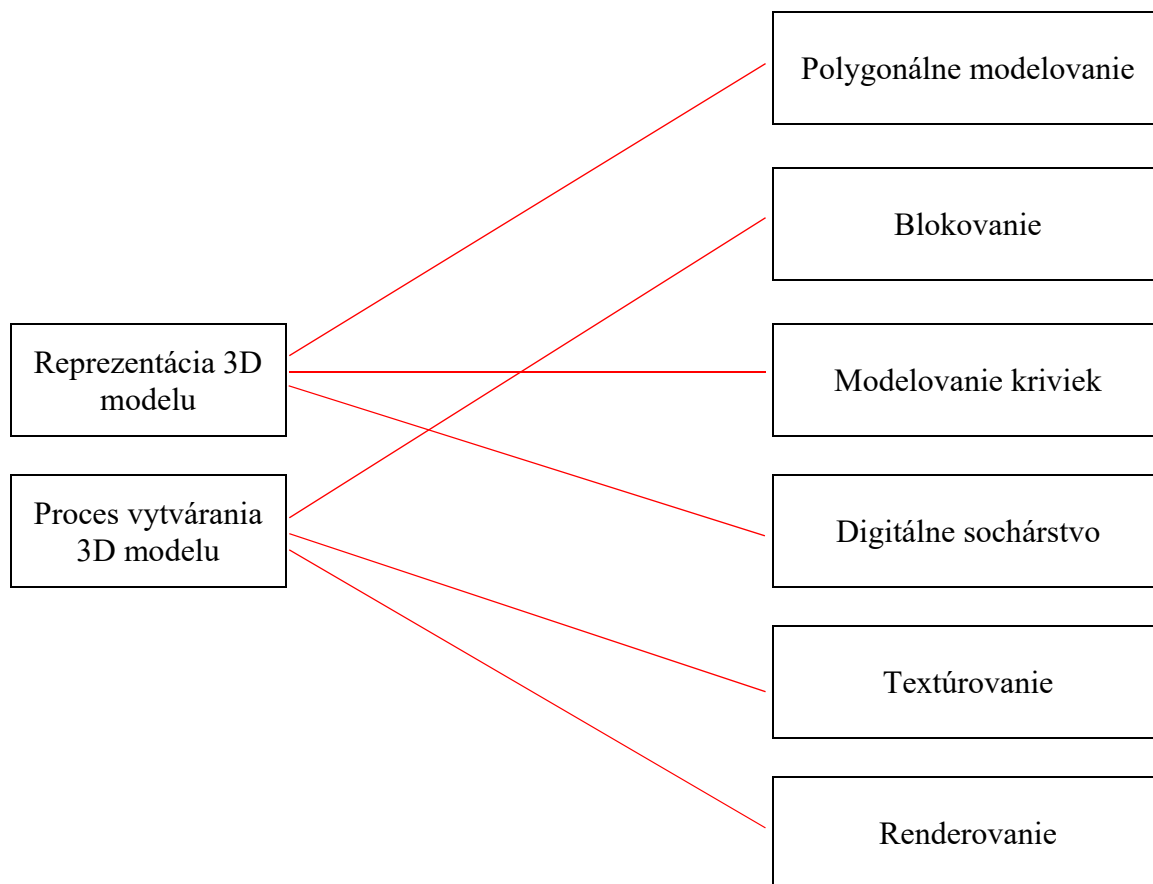 Polygonálne modelovanie
Blokovanie
Reprezentácia 3D
modelu
Modelovanie kriviek
Proces vytvárania
3D modelu
Digitálne sochárstvo
Textúrovanie
Renderovanie